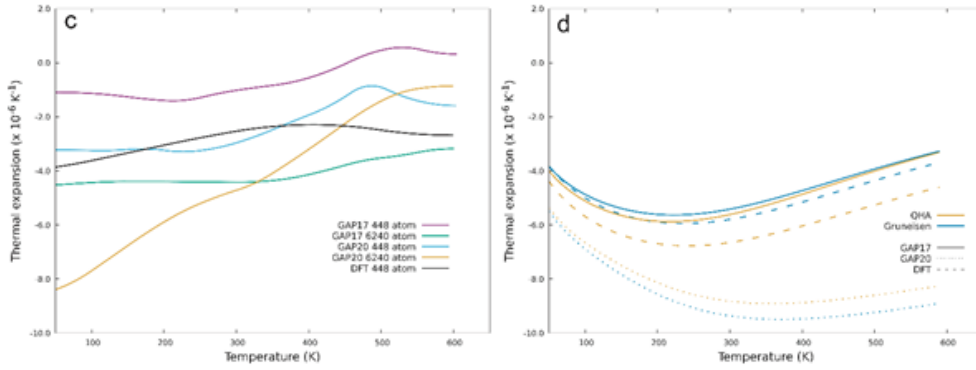 c
2.0
0.0
-2.0
-4.0
-6.0
-8.0
-10.0
Thermal expansion (x 10⁻⁶ K⁻¹)
GAP17 448 atom
GAP17 6240 atom
GAP20 448 atom
GAP20 6240 atom
DFT 448 atom
100 200 300 400 500 600
Temperature (K)
d
2.0
0.0
-2.0
-4.0
-6.0
-8.0
-10.0
Thermal expansion (x 10⁻⁶ K⁻¹)
QHA
Gruneisen
GAP17
GAP20
DFT
100 200 300 400 500 600
Temperature (K)